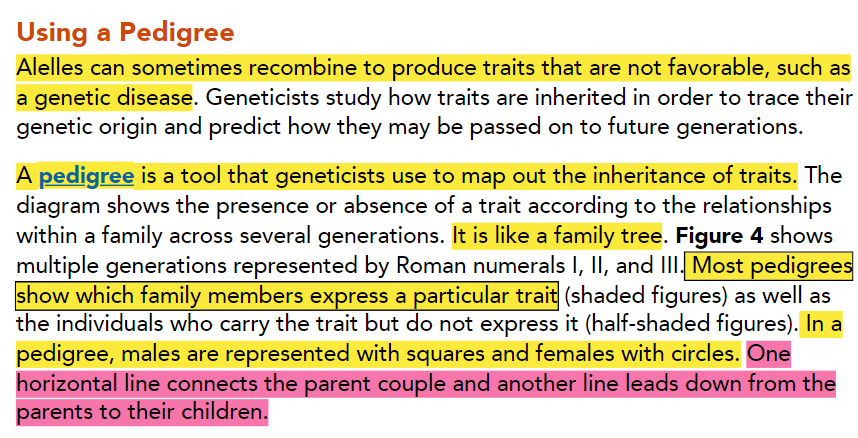 Using a Pedigree
Alelles can sometimes recombine to produce traits that are not favorable, such as
a genetic disease. Geneticists study how traits are inherited in order to trace their
genetic origin and predict how they may be passed on to future generations.
A pedigree is a tool that geneticists use to map out the inheritance of traits. The
diagram shows the presence or absence of a trait according to the relationships
within a family across several generations. It is like a family tree. Figure 4 shows
multiple generations represented by Roman numerals I, II, and III. Most pedigrees
show which family members express a particular trait (shaded figures) as well as
the individuals who carry the trait but do not express it (half-shaded figures). In a
pedigree, males are represented with squares and females with circles. One
horizontal line connects the parent couple and another line leads down from the
parents to their children.